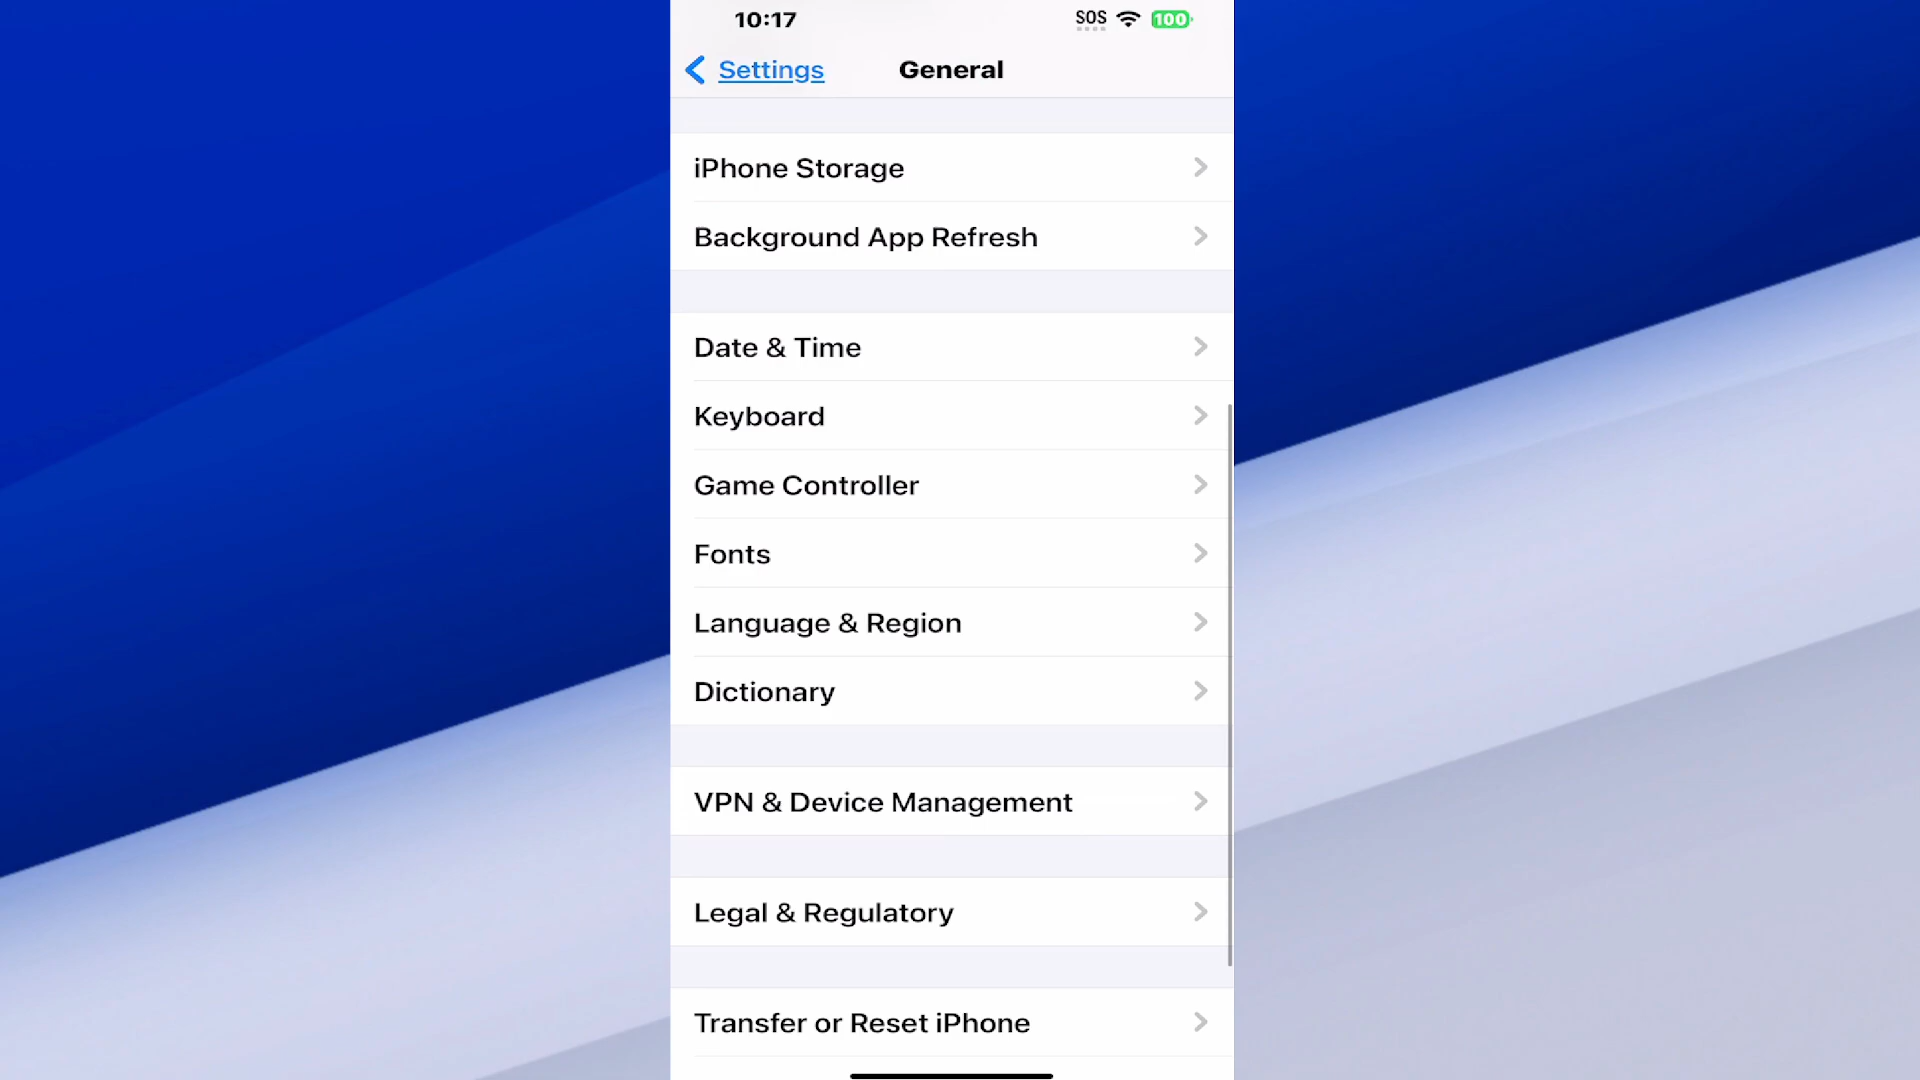 10:17
SOS
100
Settings
General
iPhone Storage
Background App Refresh
Date & Time
Keyboard
Game Controller
Fonts
Language & Region
Dictionary
VPN & Device Management
Legal & Regulatory
Transfer or Reset iPhone